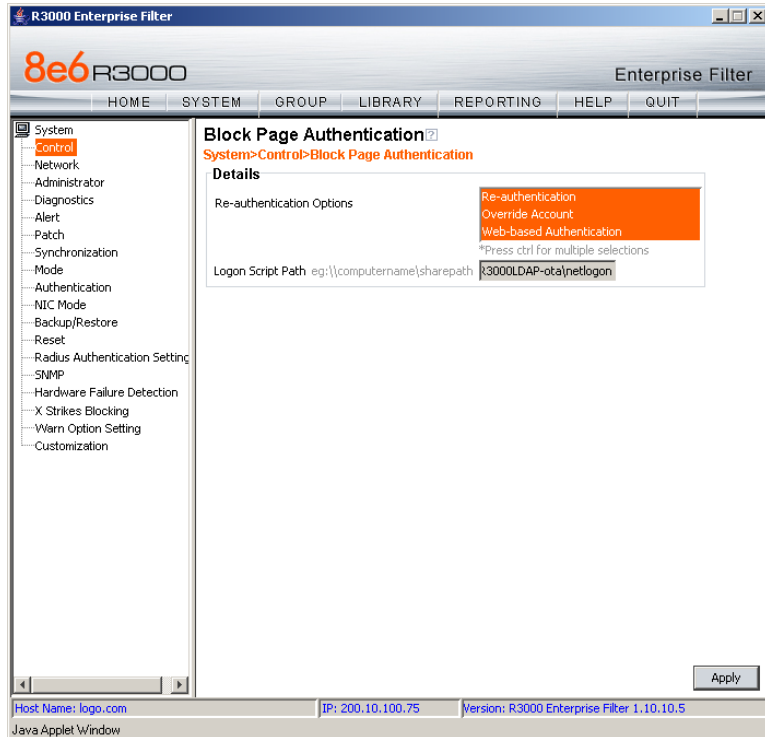 R3000 Enterprise Filter
8e6 R3000
Enterprise Filter
HOME SYSTEM GROUP LIBRARY REPORTING HELP QUIT
System
Control
Network
Administrator
Diagnostics
Alert
Patch
Synchronization
Mode
Authentication
NIC Mode
Backup/Restore
Reset
Radius Authentication Setting
SNMP
Hardware Failure Detection
X Strikes Blocking
Warn Option Setting
Customization
Block Page Authentication?
System>Control>Block Page Authentication
Details
Re-authentication Options
Re-authentication
Override Account
Web-based Authentication
*Press ctrl for multiple selections
Logon Script Path eg:\\computername\sharepath R3000LDAP-ota\netlogon
Apply
Host Name: logo.com
IP: 200.10.100.75
Version: R3000 Enterprise Filter 1.10.10.5
Java Applet Window